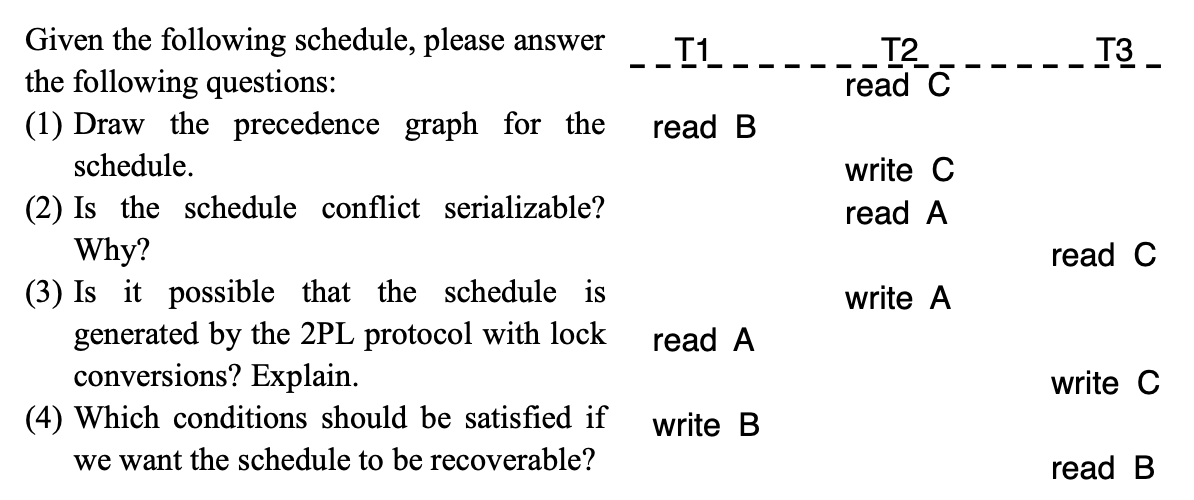 Given the following schedule, please answer
the following questions:
(1) Draw the precedence graph for the
schedule.
(2) Is the schedule conflict serializable?
Why?
(3) Is it possible that the schedule is
generated by the 2PL protocol with lock
conversions? Explain.
(4) Which conditions should be satisfied if
we want the schedule to be recoverable?
T1 T2 T3
read C
read B
write C
read A
read C
write A
read A
write C
write B
read B